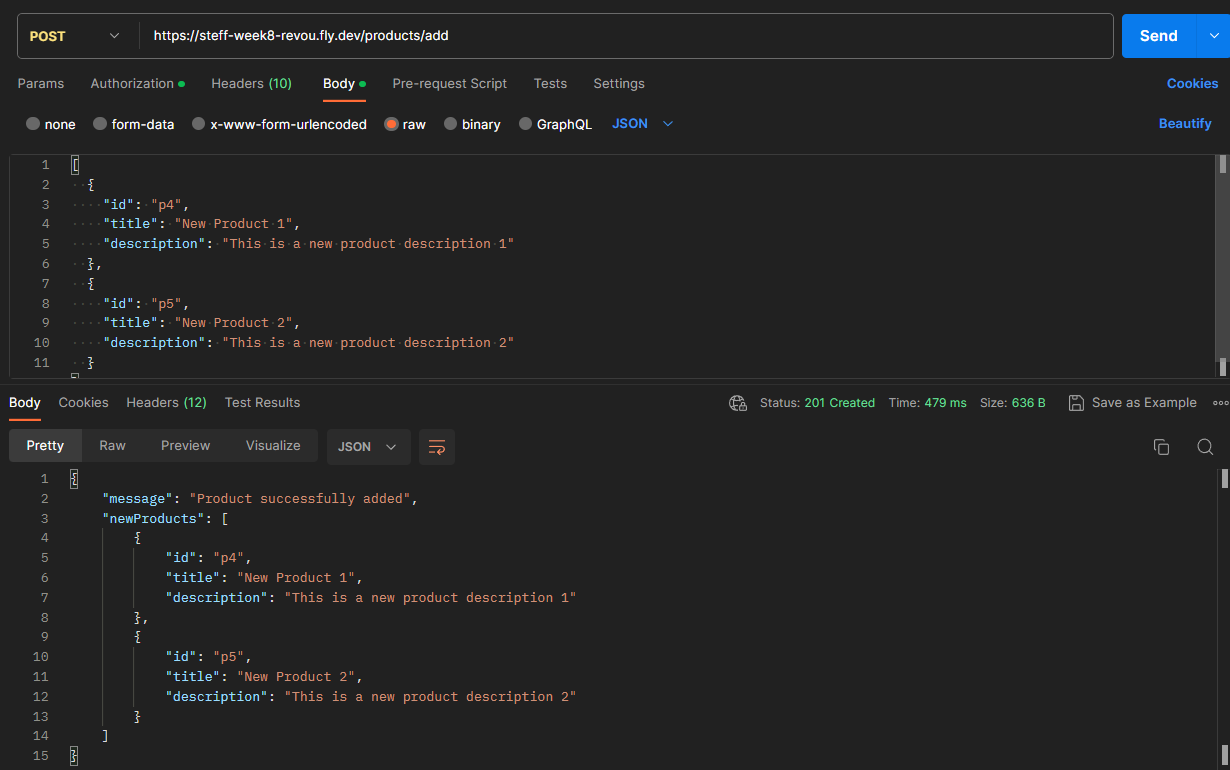 POST https://steff-week8-revou.fly.dev/products/add Send
Params Authorization Headers (10) Body Pre-request Script Tests Settings Cookies
none form-data x-www-form-urlencoded raw binary GraphQL JSON Beautify
1 [
2 {
3 "id": "p4",
4 "title": "New Product 1",
5 "description": "This is a new product description 1"
6 },
7 {
8 "id": "p5",
9 "title": "New Product 2",
10 "description": "This is a new product description 2"
11 }
Body Cookies Headers (12) Test Results Status: 201 Created Time: 479 ms Size: 636 B Save as Example
Pretty Raw Preview Visualize JSON
1 {
2 "message": "Product successfully added",
3 "newProducts": [
4 {
5 "id": "p4",
6 "title": "New Product 1",
7 "description": "This is a new product description 1"
8 },
9 {
10 "id": "p5",
11 "title": "New Product 2",
12 "description": "This is a new product description 2"
13 }
14 ]
15 }